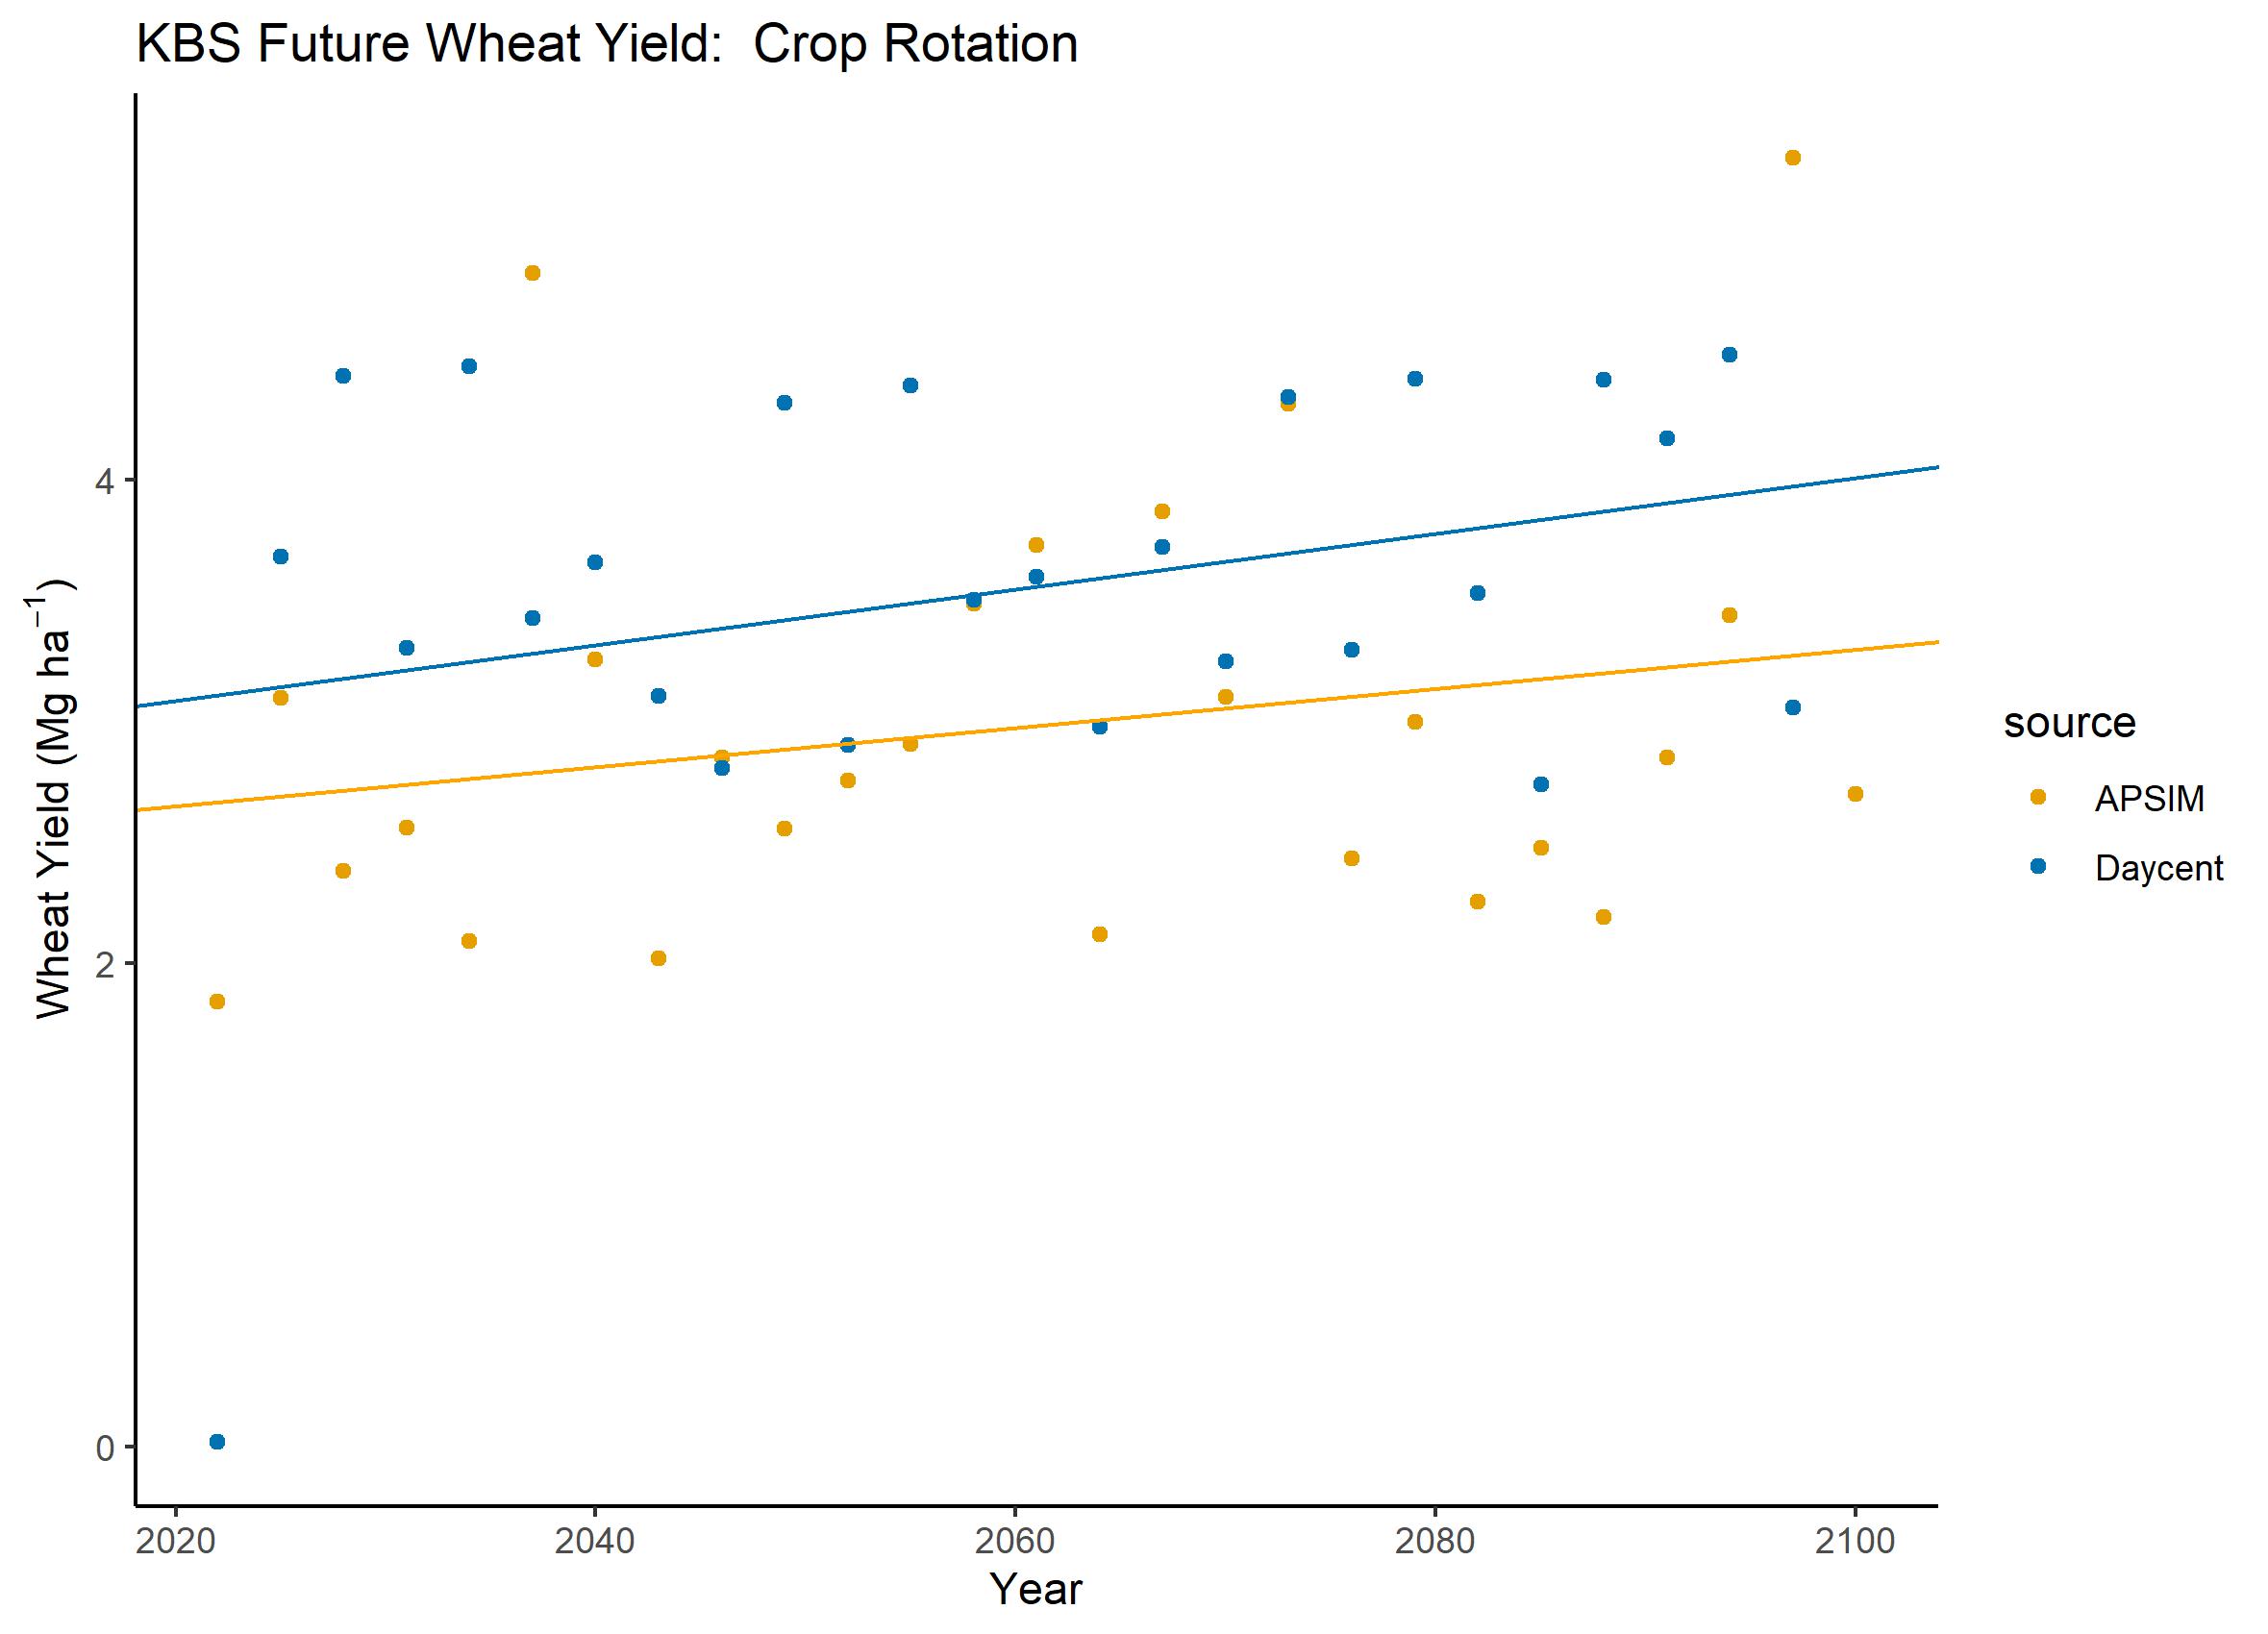 KBS Future Wheat Yield:  Crop Rotation
Wheat Yield (Mg ha⁻¹)
4
2
0
2020 2040 2060 2080 2100
Year
source
APSIM
Daycent